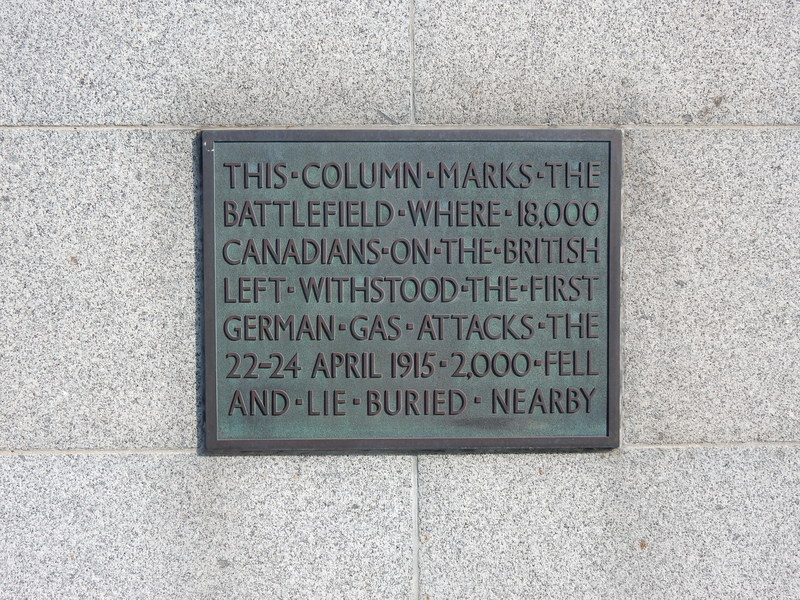 THIS·COLUMN·MARKS·THE
BATTLEFIELD·WHERE·18,000
CANADIANS·ON·THE·BRITISH
LEFT·WITHSTOOD·THE·FIRST
GERMAN·GAS·ATTACKS·THE
22-24 APRIL 1915·2,000·FELL
AND·LIE·BURIED·NEARBY